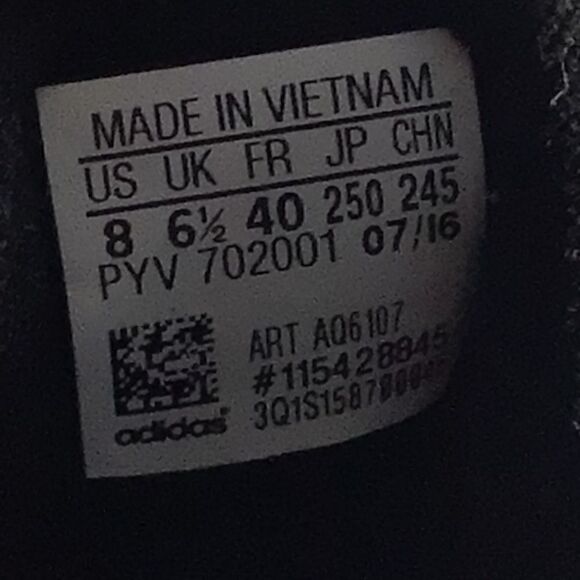 MADE IN VIETNAM
US UK FR JP CHN
8 6½ 40 250 245
PYV 702001 07/16
ART AQ6107
#115428845
adidas